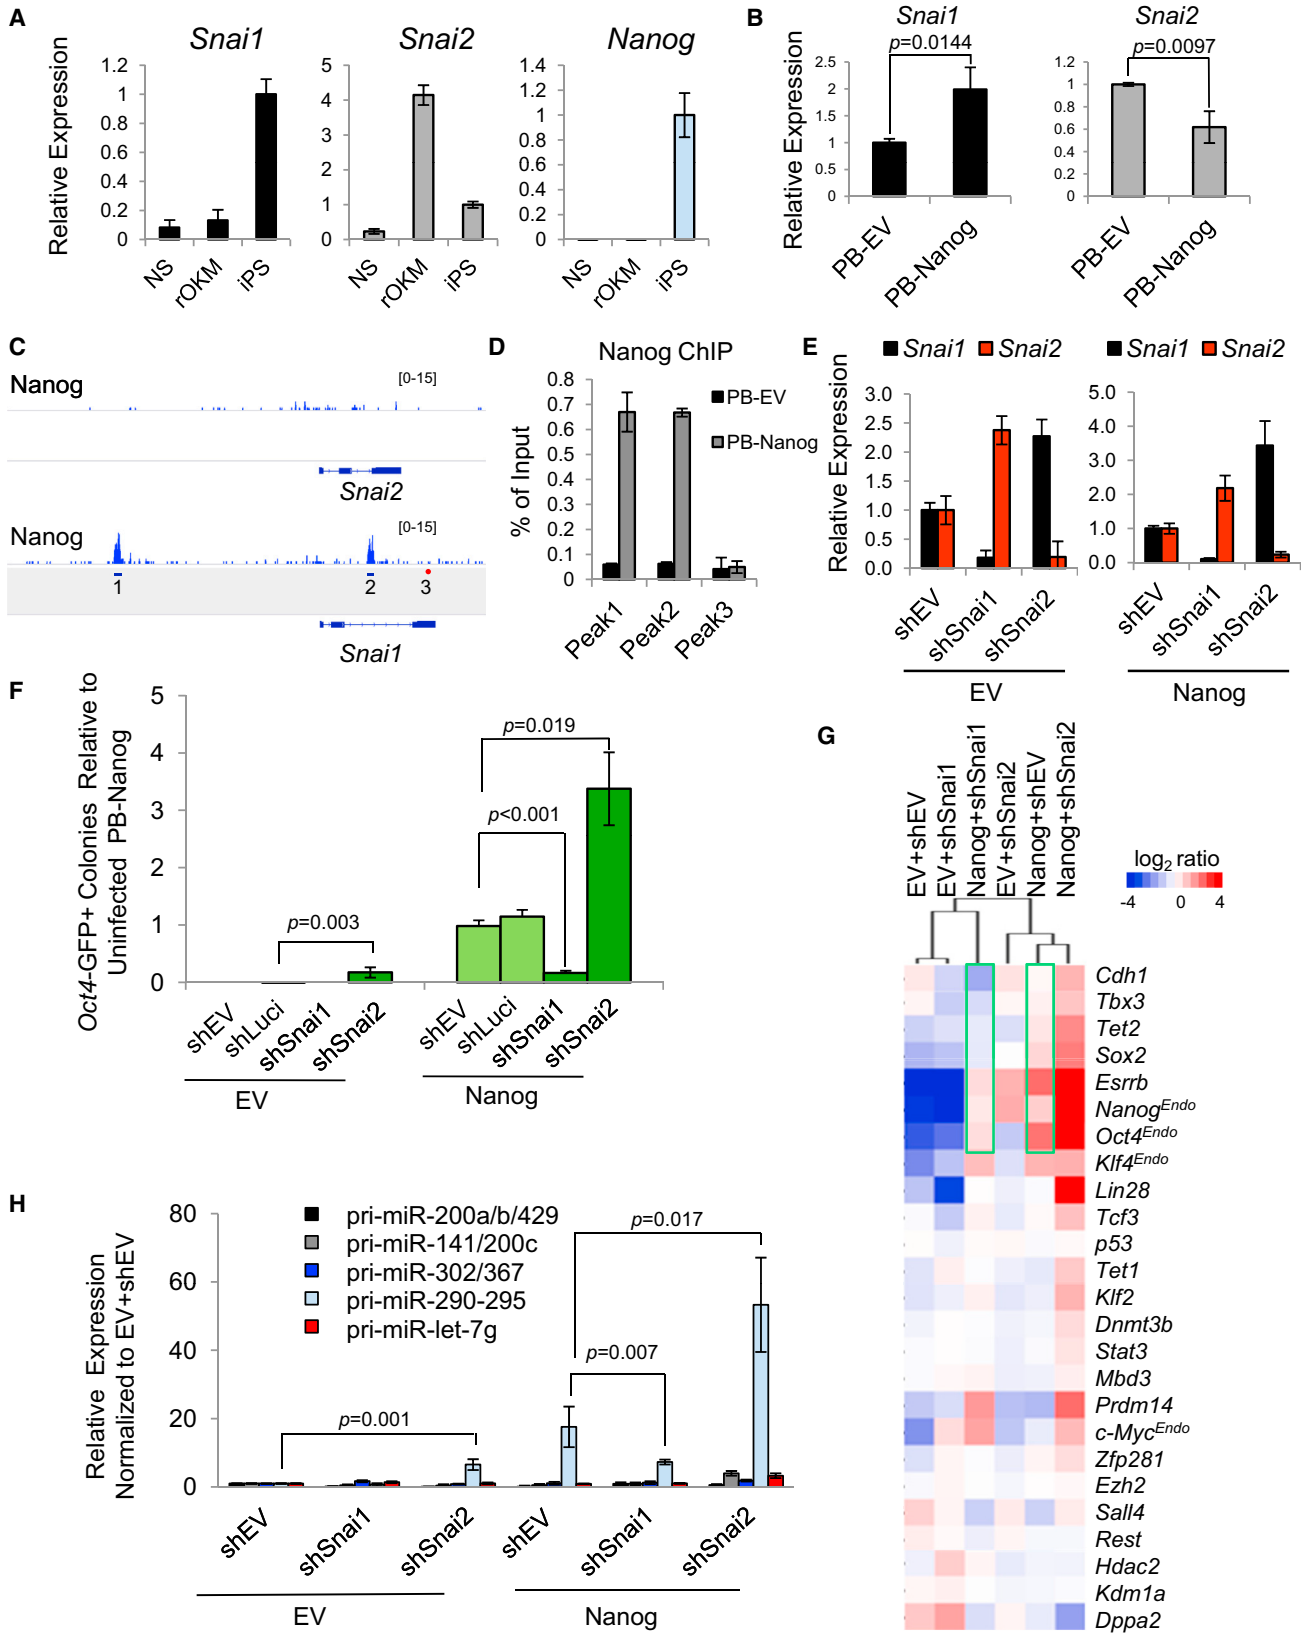 A
Snai1
Snai2
Nanog
Relative Expression
1.2
1
0.8
0.6
0.4
0.2
0
NS
rOKM
iPS
5
4
3
2
1
0
NS
rOKM
iPS
1.4
1.2
1
0.8
0.6
0.4
0.2
0
NS
rOKM
iPS
B
Snai1
Snai2
p=0.0144
p=0.0097
Relative Expression
2.5
2
1.5
1
0.5
0
PB-EV
PB-Nanog
1.2
1
0.8
0.6
0.4
0.2
0
PB-EV
PB-Nanog
C
Nanog
[0-15]
Snai2
Nanog
[0-15]
1
2
3
Snai1
D
Nanog ChIP
% of Input
0.8
0.7
0.6
0.5
0.4
0.3
0.2
0.1
0
PB-EV
PB-Nanog
Peak1
Peak2
Peak3
E
Snai1
Snai2
Snai1
Snai2
Relative Expression
3.0
2.5
2.0
1.5
1.0
0.5
0.0
shEV
shSnai1
shSnai2
EV
5.0
4.0
3.0
2.0
1.0
0.0
shEV
shSnai1
shSnai2
Nanog
F
Oct4-GFP+ Colonies Relative to
Uninfected PB-Nanog
5
4
3
2
1
0
p=0.003
p=0.019
p<0.001
shEV
shLuci
shSnai1
shSnai2
EV
shEV
shLuci
shSnai1
shSnai2
Nanog
G
EV+shEV
EV+shSnai1
Nanog+shSnai1
EV+shSnai2
Nanog+shEV
Nanog+shSnai2
log2 ratio
-4
0
4
Cdh1
Tbx3
Tet2
Sox2
Esrrb
NanogEndo
Oct4Endo
Klf4Endo
Lin28
Tcf3
p53
Tet1
Klf2
Dnmt3b
Stat3
Mbd3
Prdm14
c-MycEndo
Zfp281
Ezh2
Sall4
Rest
Hdac2
Kdm1a
Dppa2
H
Relative Expression
Normalized to EV+shEV
80
60
40
20
0
pri-miR-200a/b/429
pri-miR-141/200c
pri-miR-302/367
pri-miR-290-295
pri-miR-let-7g
p=0.001
p=0.017
p=0.007
shEV
shSnai1
shSnai2
EV
shEV
shSnai1
shSnai2
Nanog